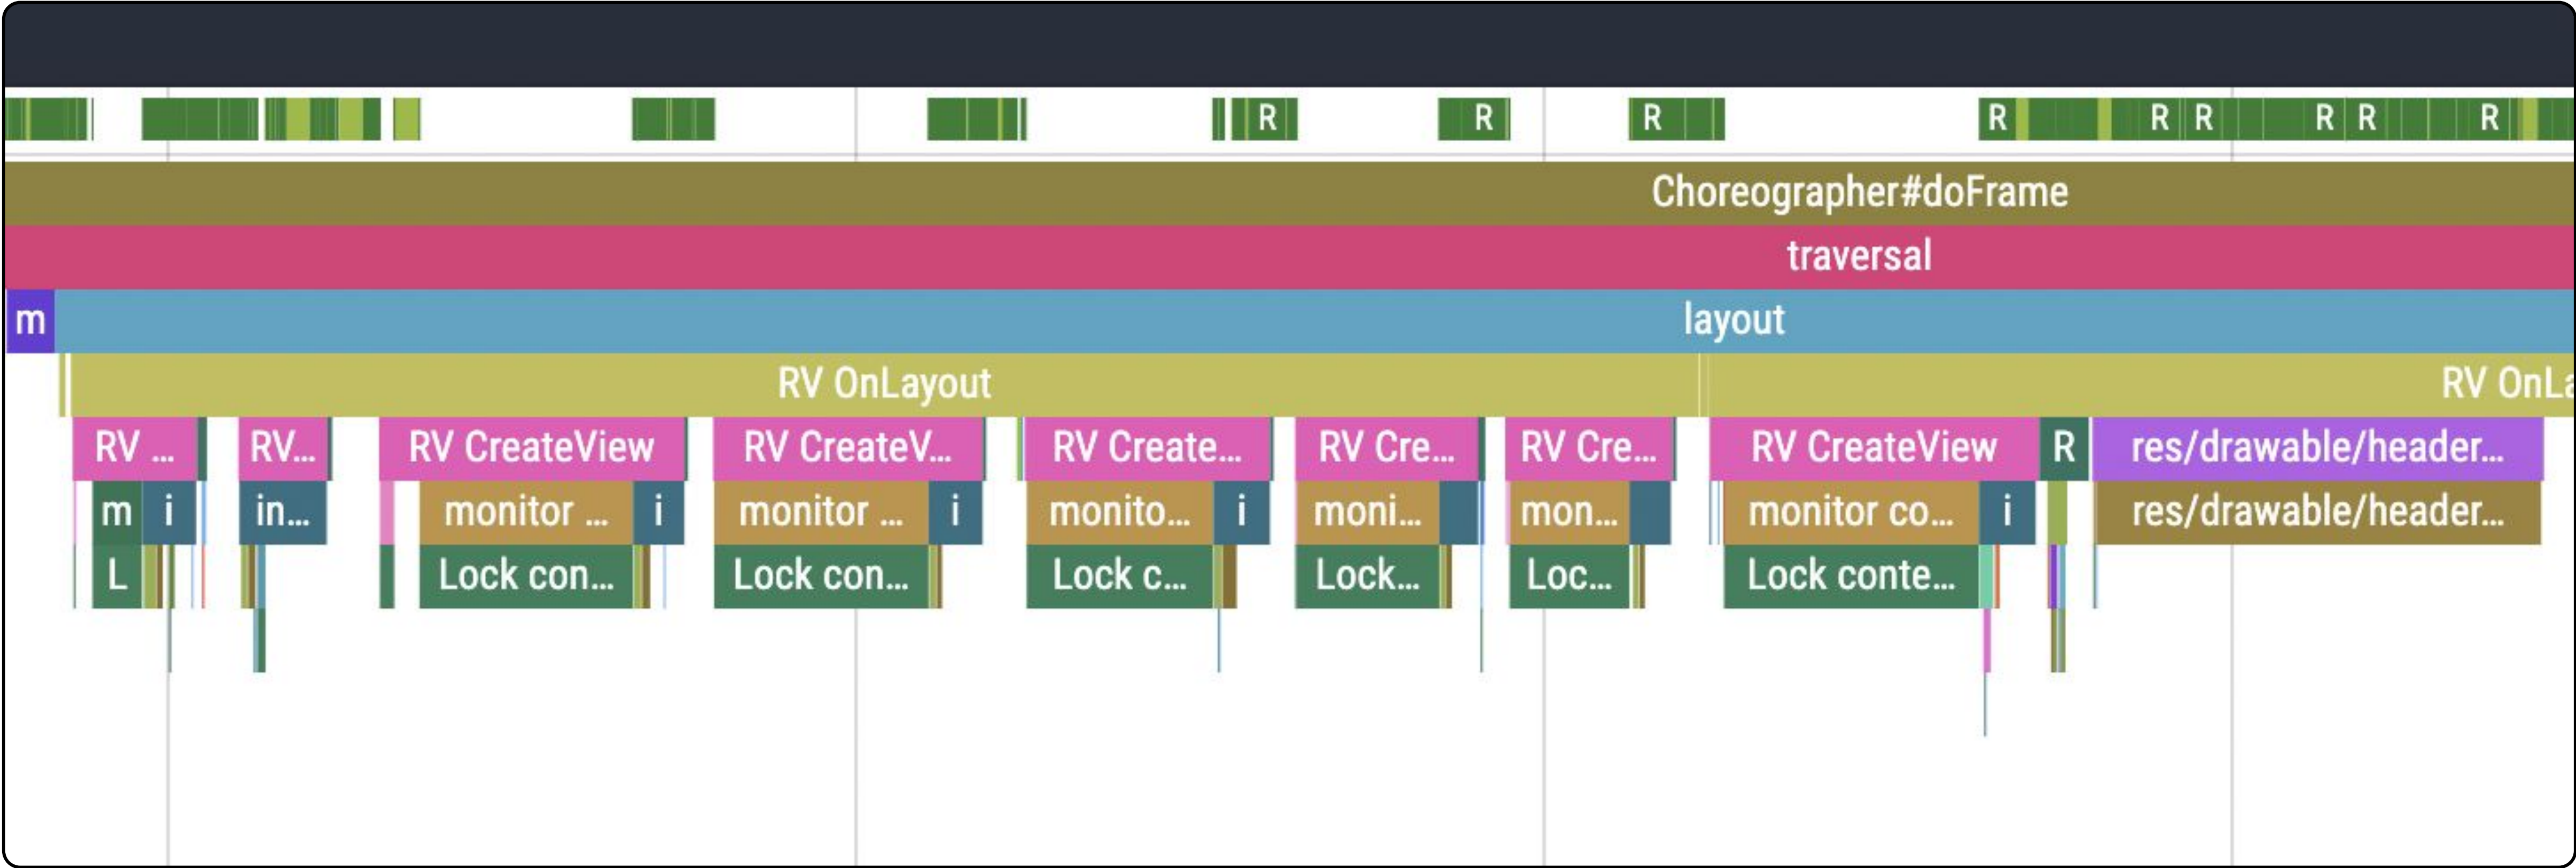 R R R R R R R R R
Choreographer#doFrame
traversal
m layout
RV OnLayout RV OnLa
RV ... RV... RV CreateView RV CreateV... RV Create... RV Cre... RV Cre... RV CreateView R res/drawable/header...
m i in... monitor ... i monitor ... i monito... i moni... mon... monitor co... i res/drawable/header...
L Lock con... Lock con... Lock c... Lock... Loc... Lock conte...